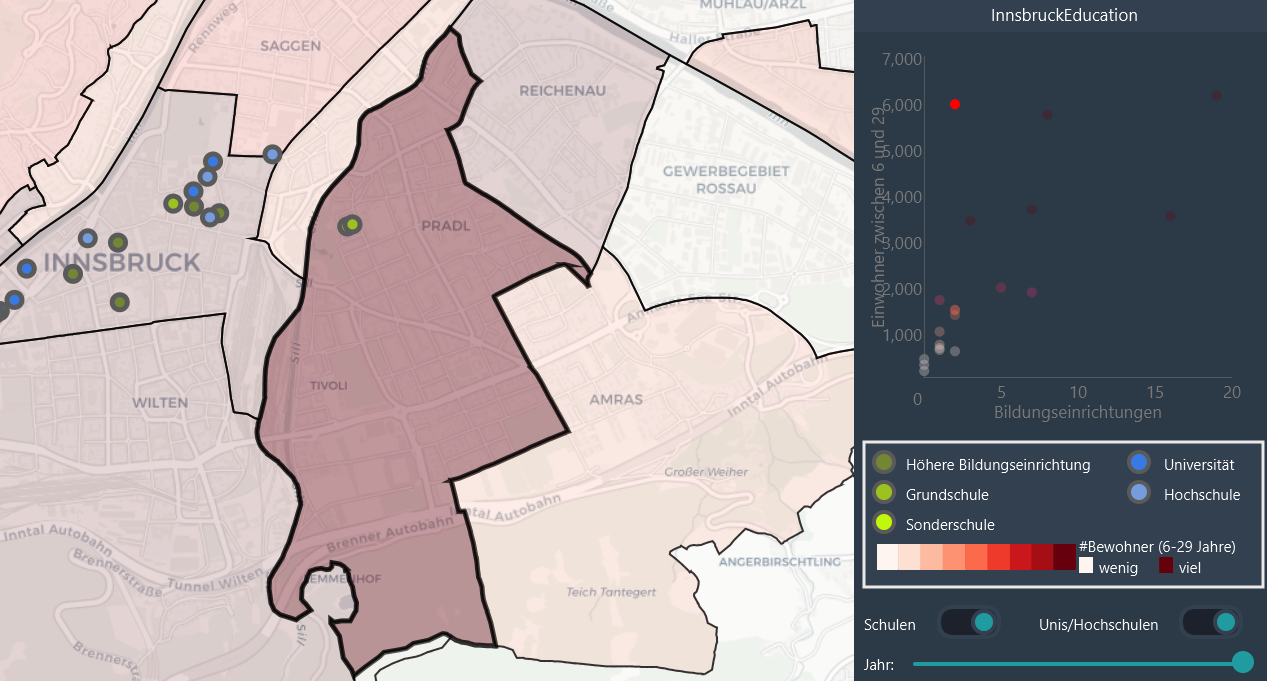 MÜHLAU/ARZL
Rennweg
SAGGEN
Haller Straße
REICHENAU
GEWERBEGEBIET
ROSSAU
PRADL
INNSBRUCK
Sill
Amraser-See-Straße
Sill
TIVOLI
WILTEN
AMRAS
Inntal Autobahn
Großer Weiher
Inntal Autobahn
Inntal Autobahn
Brenner Autobahn
Brennerstraße
Tunnel Wilten
ANGERBIRSCHTLING
Teich Tantegert
Sill
InnsbruckEducation
7,000
6,000
5,000
4,000
3,000
2,000
1,000
0
5
10
15
20
Einwohner zwischen 6 und 29
Bildungseinrichtungen
Höhere Bildungseinrichtung
Universität
Grundschule
Hochschule
Sonderschule
#Bewohner (6-29 Jahre)
wenig
viel
Schulen
Unis/Hochschulen
Jahr: